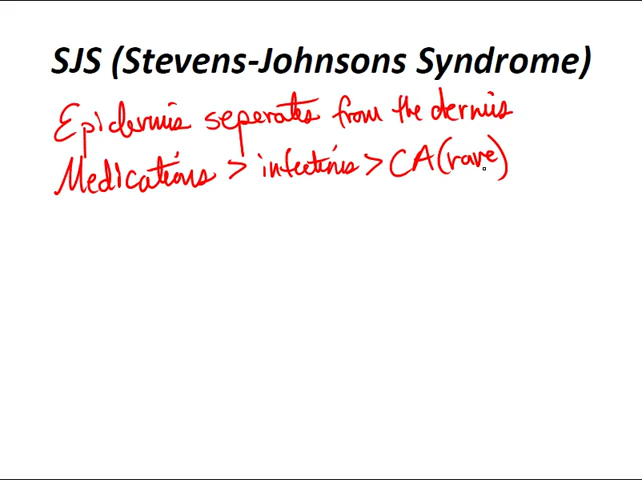 SJS (Stevens-Johnsons Syndrome)
Epidermis seperates from the dermis
Medications > infections > CA (rare)